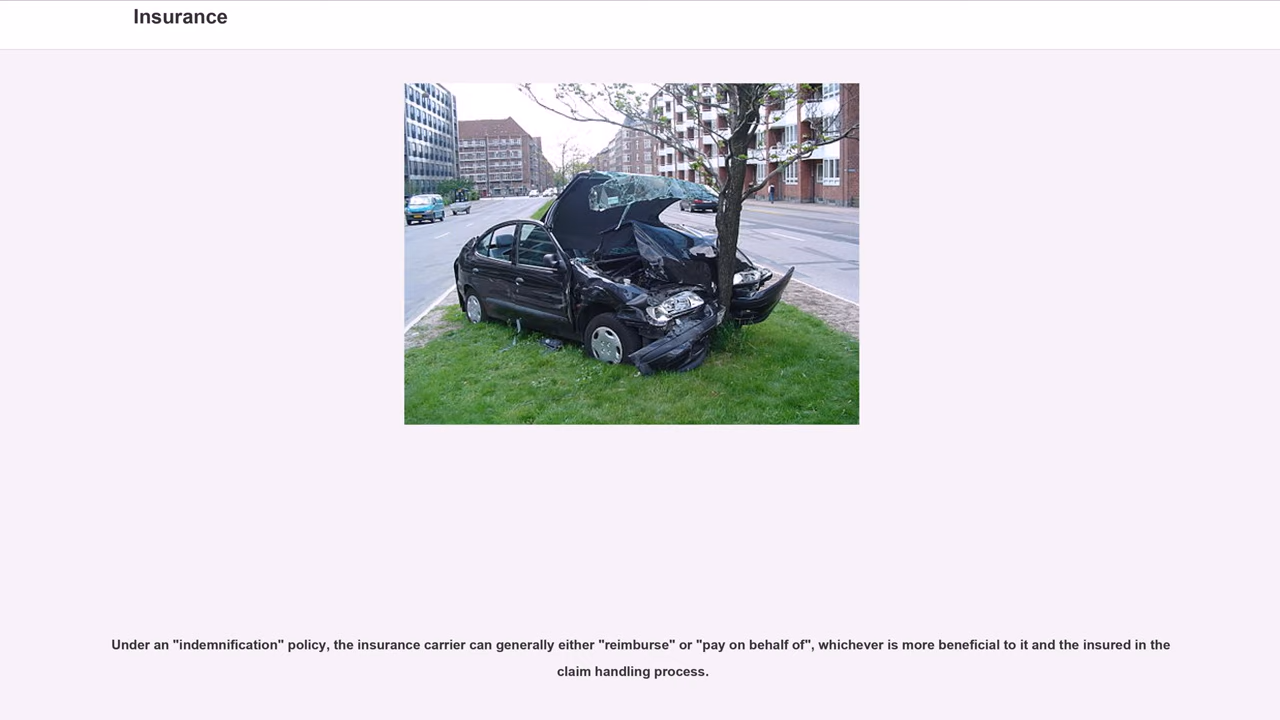 Insurance
Under an "indemnification" policy, the insurance carrier can generally either "reimburse" or "pay on behalf of", whichever is more beneficial to it and the insured in the
claim handling process.